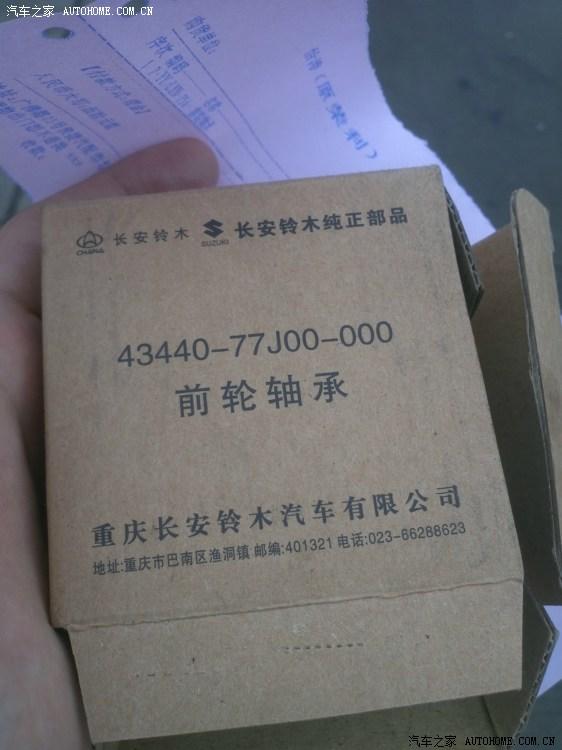 汽车之家 AUTOHOME.COM.CN
CHANA 长安铃木 SUZUKI 长安铃木纯正部品
43440-77J00-000
前轮轴承
重庆长安铃木汽车有限公司
地址:重庆市巴南区渔洞镇 邮编:401321 电话:023-66288623
汽车之家 AUTOHOME.COM.CN